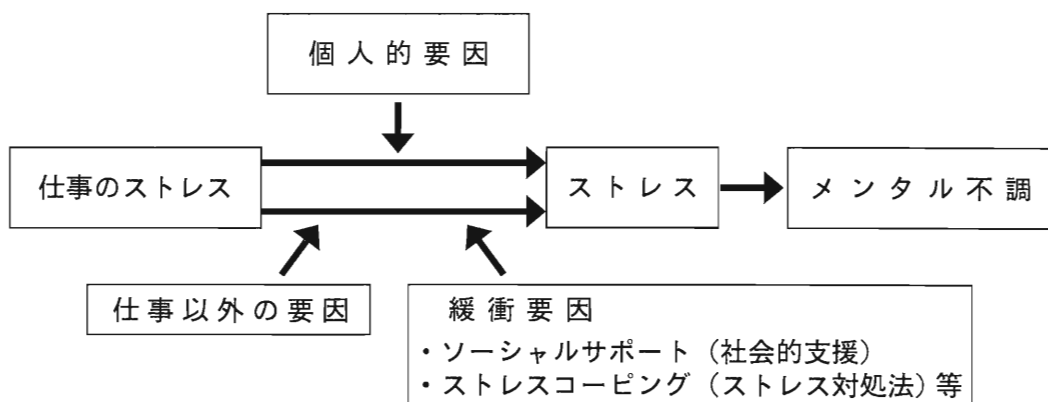 個人的要因
仕事のストレス
ストレス
メンタル不調
仕事以外の要因
緩衝要因
・ソーシャルサポート（社会的支援）
・ストレスコーピング（ストレス対処法）等